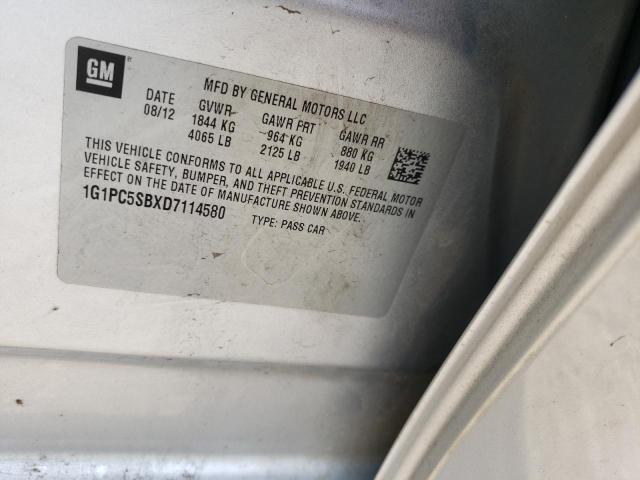 GM
MFD BY GENERAL MOTORS LLC
DATE GVWR GAWR FRT GAWR RR
08/12 1844 KG 964 KG 880 KG
4065 LB 2125 LB 1940 LB
THIS VEHICLE CONFORMS TO ALL APPLICABLE U.S. FEDERAL MOTOR
VEHICLE SAFETY, BUMPER, AND THEFT PREVENTION STANDARDS IN
EFFECT ON THE DATE OF MANUFACTURE SHOWN ABOVE.
1G1PC5SBXD7114580 TYPE: PASS CAR